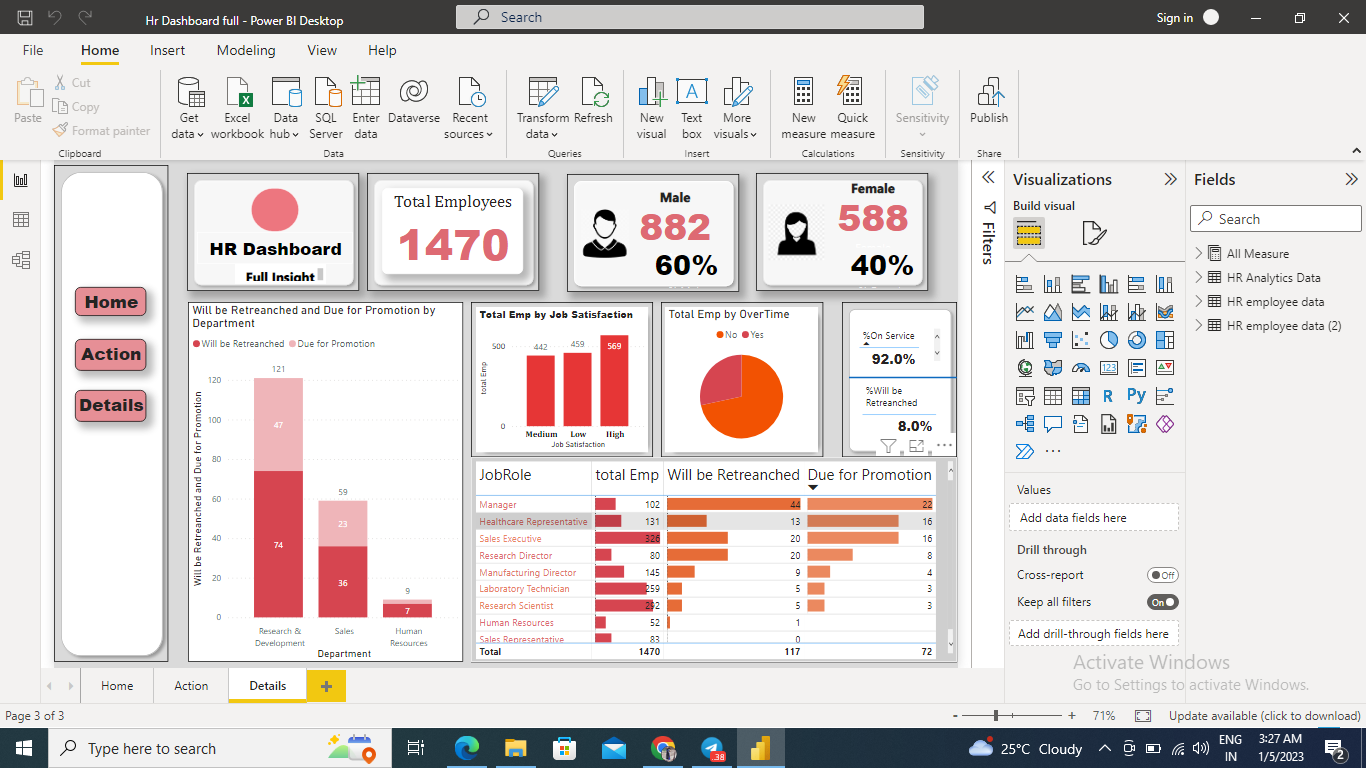 Hr Dashboard full - Power BI Desktop
Search
Sign in
File Home Insert Modeling View Help
Paste
Cut
Copy
Format painter
Clipboard
Get data
Excel workbook
Data hub
SQL Server
Enter data
Dataverse
Recent sources
Data
Transform data
Refresh
Queries
New visual
Text box
More visuals
Insert
New measure
Quick measure
Calculations
Sensitivity
Sensitivity
Publish
Share
HR Dashboard
Full Insight
Total Employees
1470
Male
882
60%
Female
588
40%
Home
Action
Details
Will be Retreanched and Due for Promotion by
Department
Will be Retreanched Due for Promotion
Will be Retreanched and Due for Promotion
120
100
80
60
40
20
0
121
47
74
59
23
36
9
7
Research &
Development
Sales
Human
Resources
Department
Total Emp by Job Satisfaction
total Emp
500
0
442
459
569
Medium Low High
Job Satisfaction
Total Emp by OverTime
No Yes
%On Service
92.0%
%Will be
Retreanched
8.0%
JobRole total Emp Will be Retreanched Due for Promotion
Manager 102 44 22
Healthcare Representative 131 13 16
Sales Executive 326 20 16
Research Director 80 20 8
Manufacturing Director 145 9 4
Laboratory Technician 259 5 3
Research Scientist 292 5 3
Human Resources 52 1
Sales Representative 83 0
Total 1470 117 72
Filters
Visualizations
Build visual
123
R
Py
Values
Add data fields here
Drill through
Cross-report Off
Keep all filters On
Add drill-through fields here
Fields
Search
All Measure
HR Analytics Data
HR employee data
HR employee data (2)
Activate Windows
Go to Settings to activate Windows.
Home Action Details
Page 3 of 3
- + 71%
Update available (click to download)
Type here to search
38
25°C Cloudy
ENG
IN
3:27 AM
1/5/2023
2